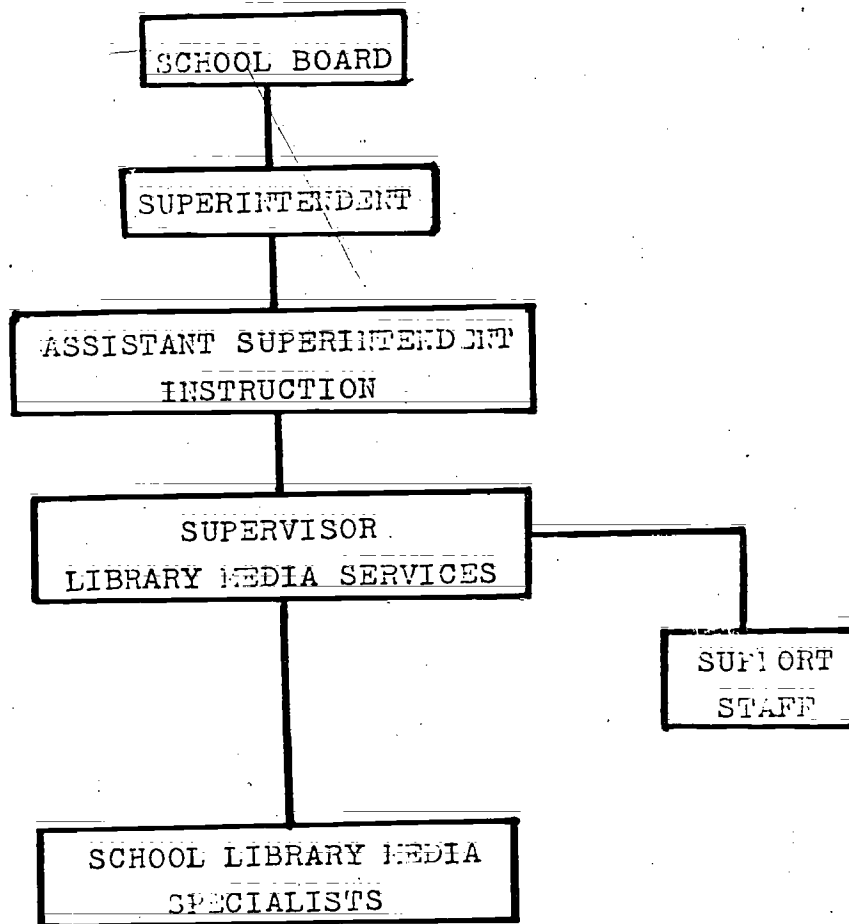 SCHOOL BOARD
SUPERINTENDENT
ASSISTANT SUPERINTENDENT
INSTRUCTION
SUPERVISOR
LIBRARY MEDIA SERVICES
SUPPORT
STAFF
SCHOOL LIBRARY MEDIA
SPECIALISTS